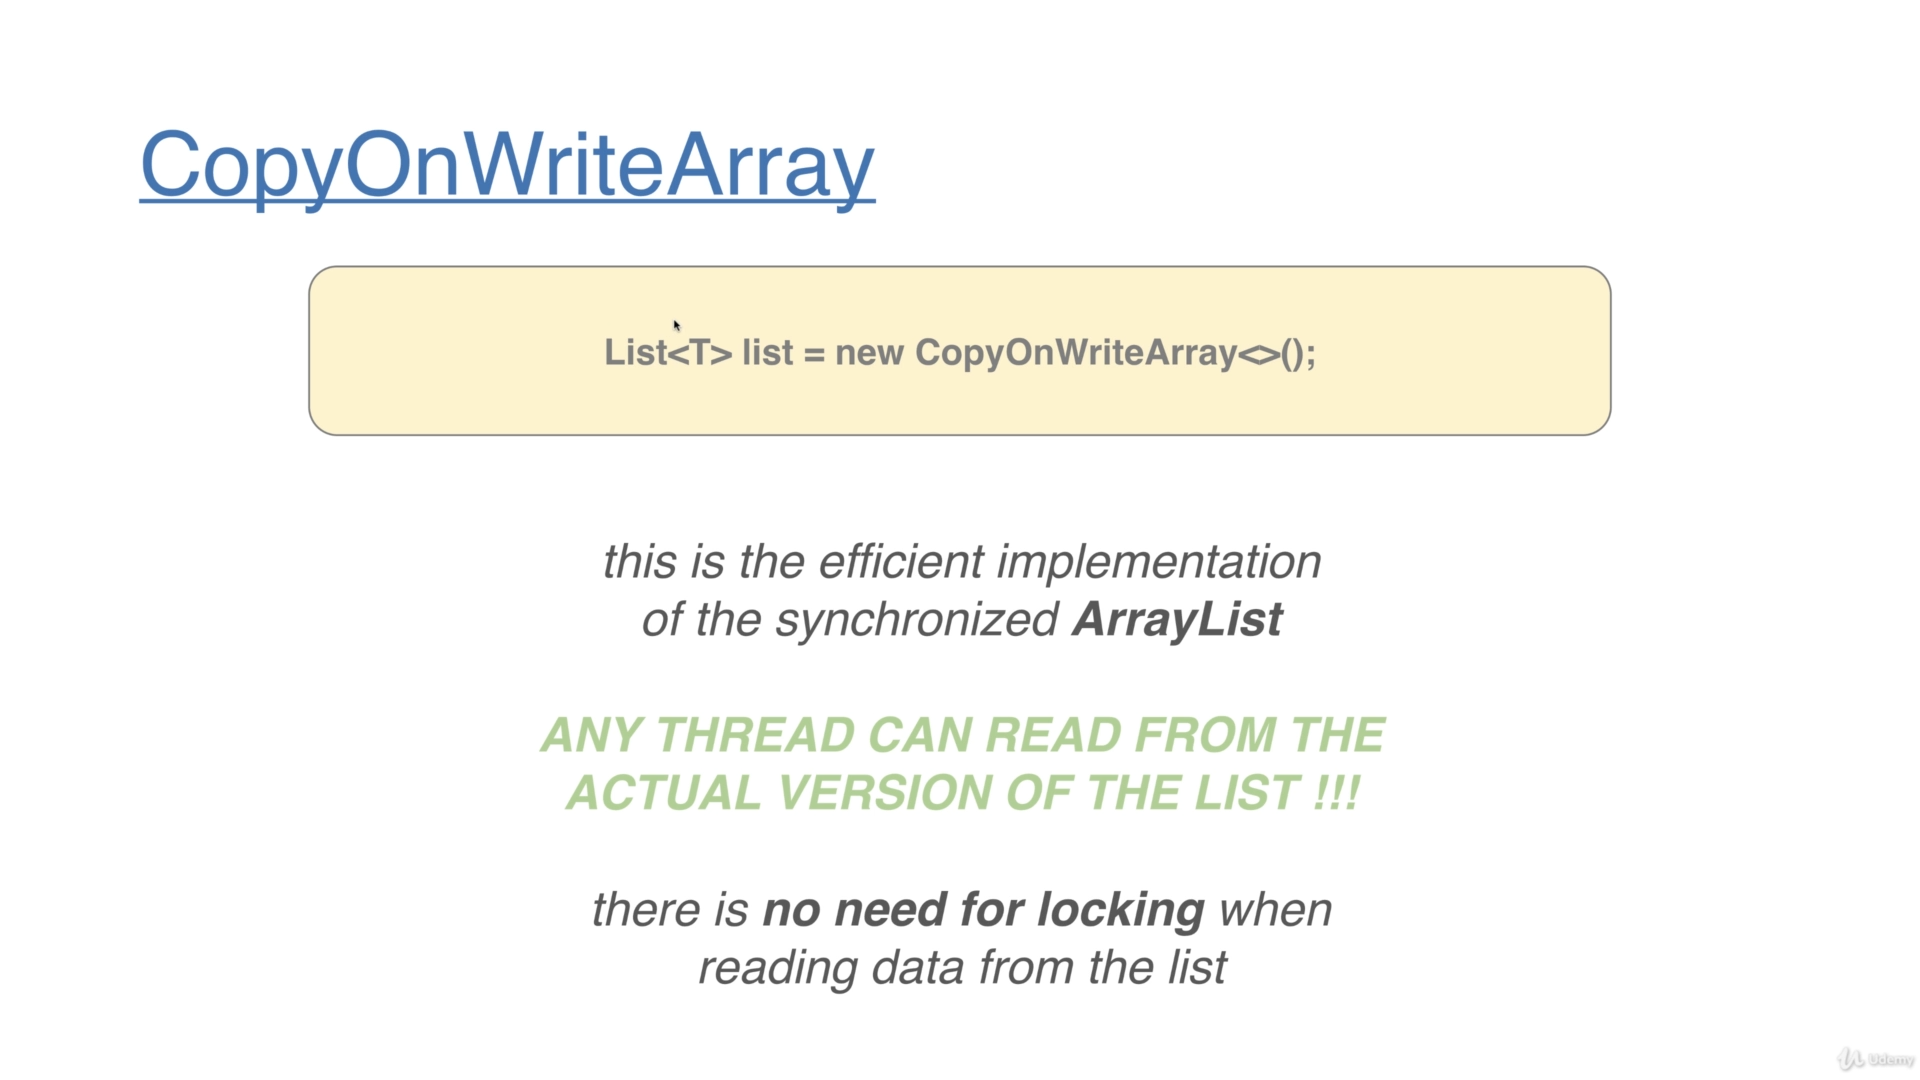 CopyOnWriteArray
List<T> list = new CopyOnWriteArray<>();
this is the efficient implementation
of the synchronized ArrayList
ANY THREAD CAN READ FROM THE
ACTUAL VERSION OF THE LIST !!!
there is no need for locking when
reading data from the list
Udemy